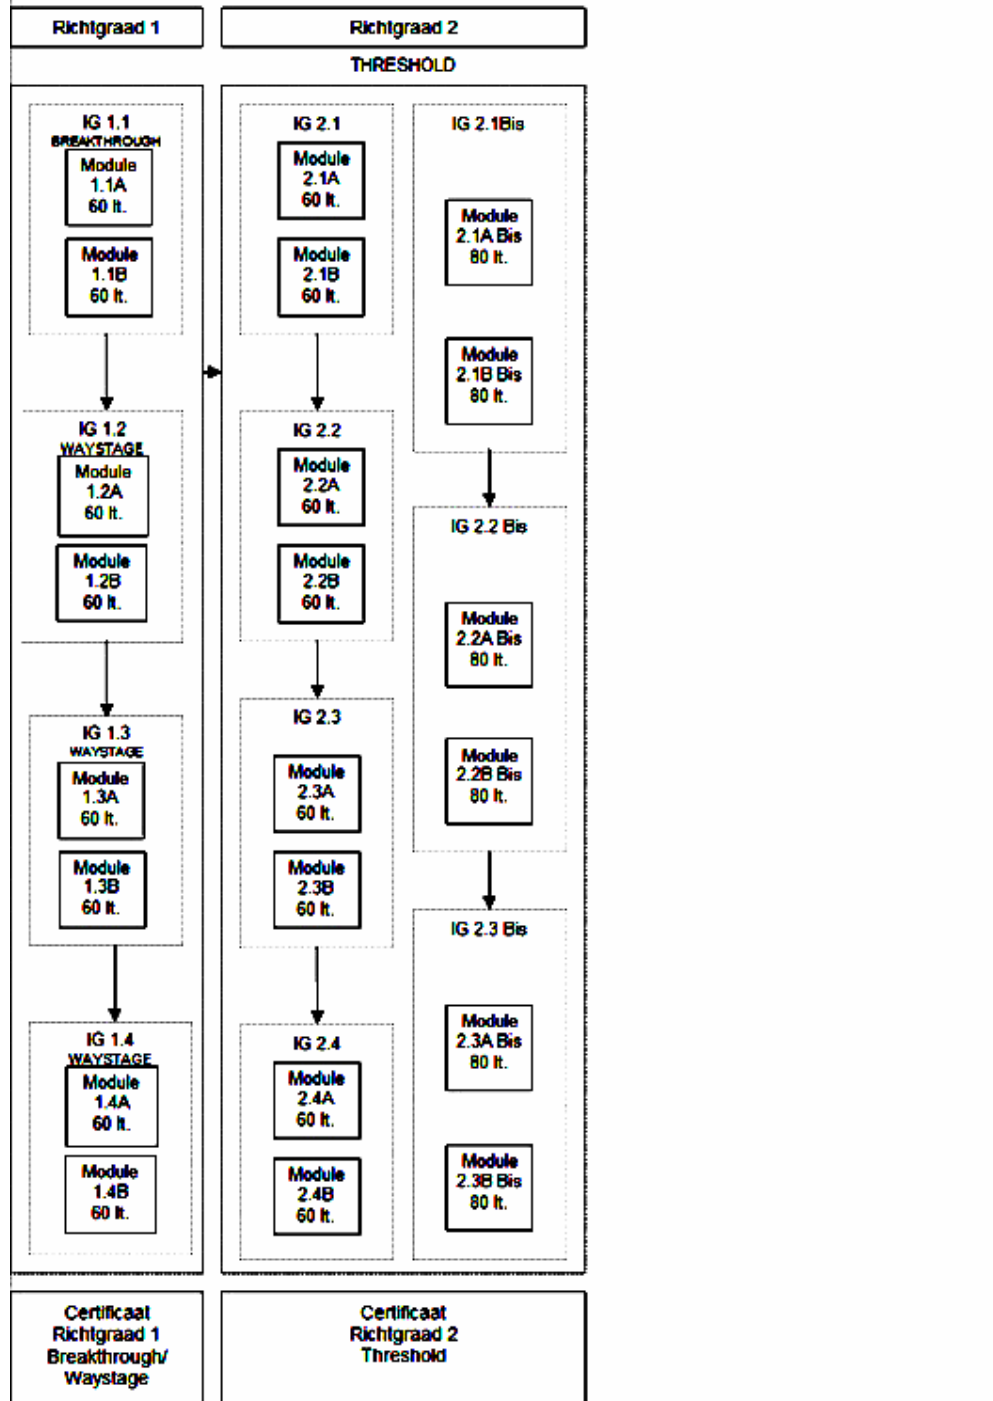 Richtgraad 1
Richtgraad 2
THRESHOLD
IG 1.1
BREAKTHROUGH
Module
1.1A
60 lt.
Module
1.1B
60 lt.
IG 1.2
WAYSTAGE
Module
1.2A
60 lt.
Module
1.2B
60 lt.
IG 1.3
WAYSTAGE
Module
1.3A
60 lt.
Module
1.3B
60 lt.
IG 1.4
WAYSTAGE
Module
1.4A
60 lt.
Module
1.4B
60 lt.
IG 2.1
Module
2.1A
60 lt.
Module
2.1B
60 lt.
IG 2.2
Module
2.2A
60 lt.
Module
2.2B
60 lt.
IG 2.3
Module
2.3A
60 lt.
Module
2.3B
60 lt.
IG 2.4
Module
2.4A
60 lt.
Module
2.4B
60 lt.
IG 2.1Bis
Module
2.1A Bis
80 lt.
Module
2.1B Bis
80 lt.
IG 2.2 Bis
Module
2.2A Bis
80 lt.
Module
2.2B Bis
80 lt.
IG 2.3 Bis
Module
2.3A Bis
80 lt.
Module
2.3B Bis
80 lt.
Certificaat
Richtgraad 1
Breakthrough/
Waystage
Certificaat
Richtgraad 2
Threshold